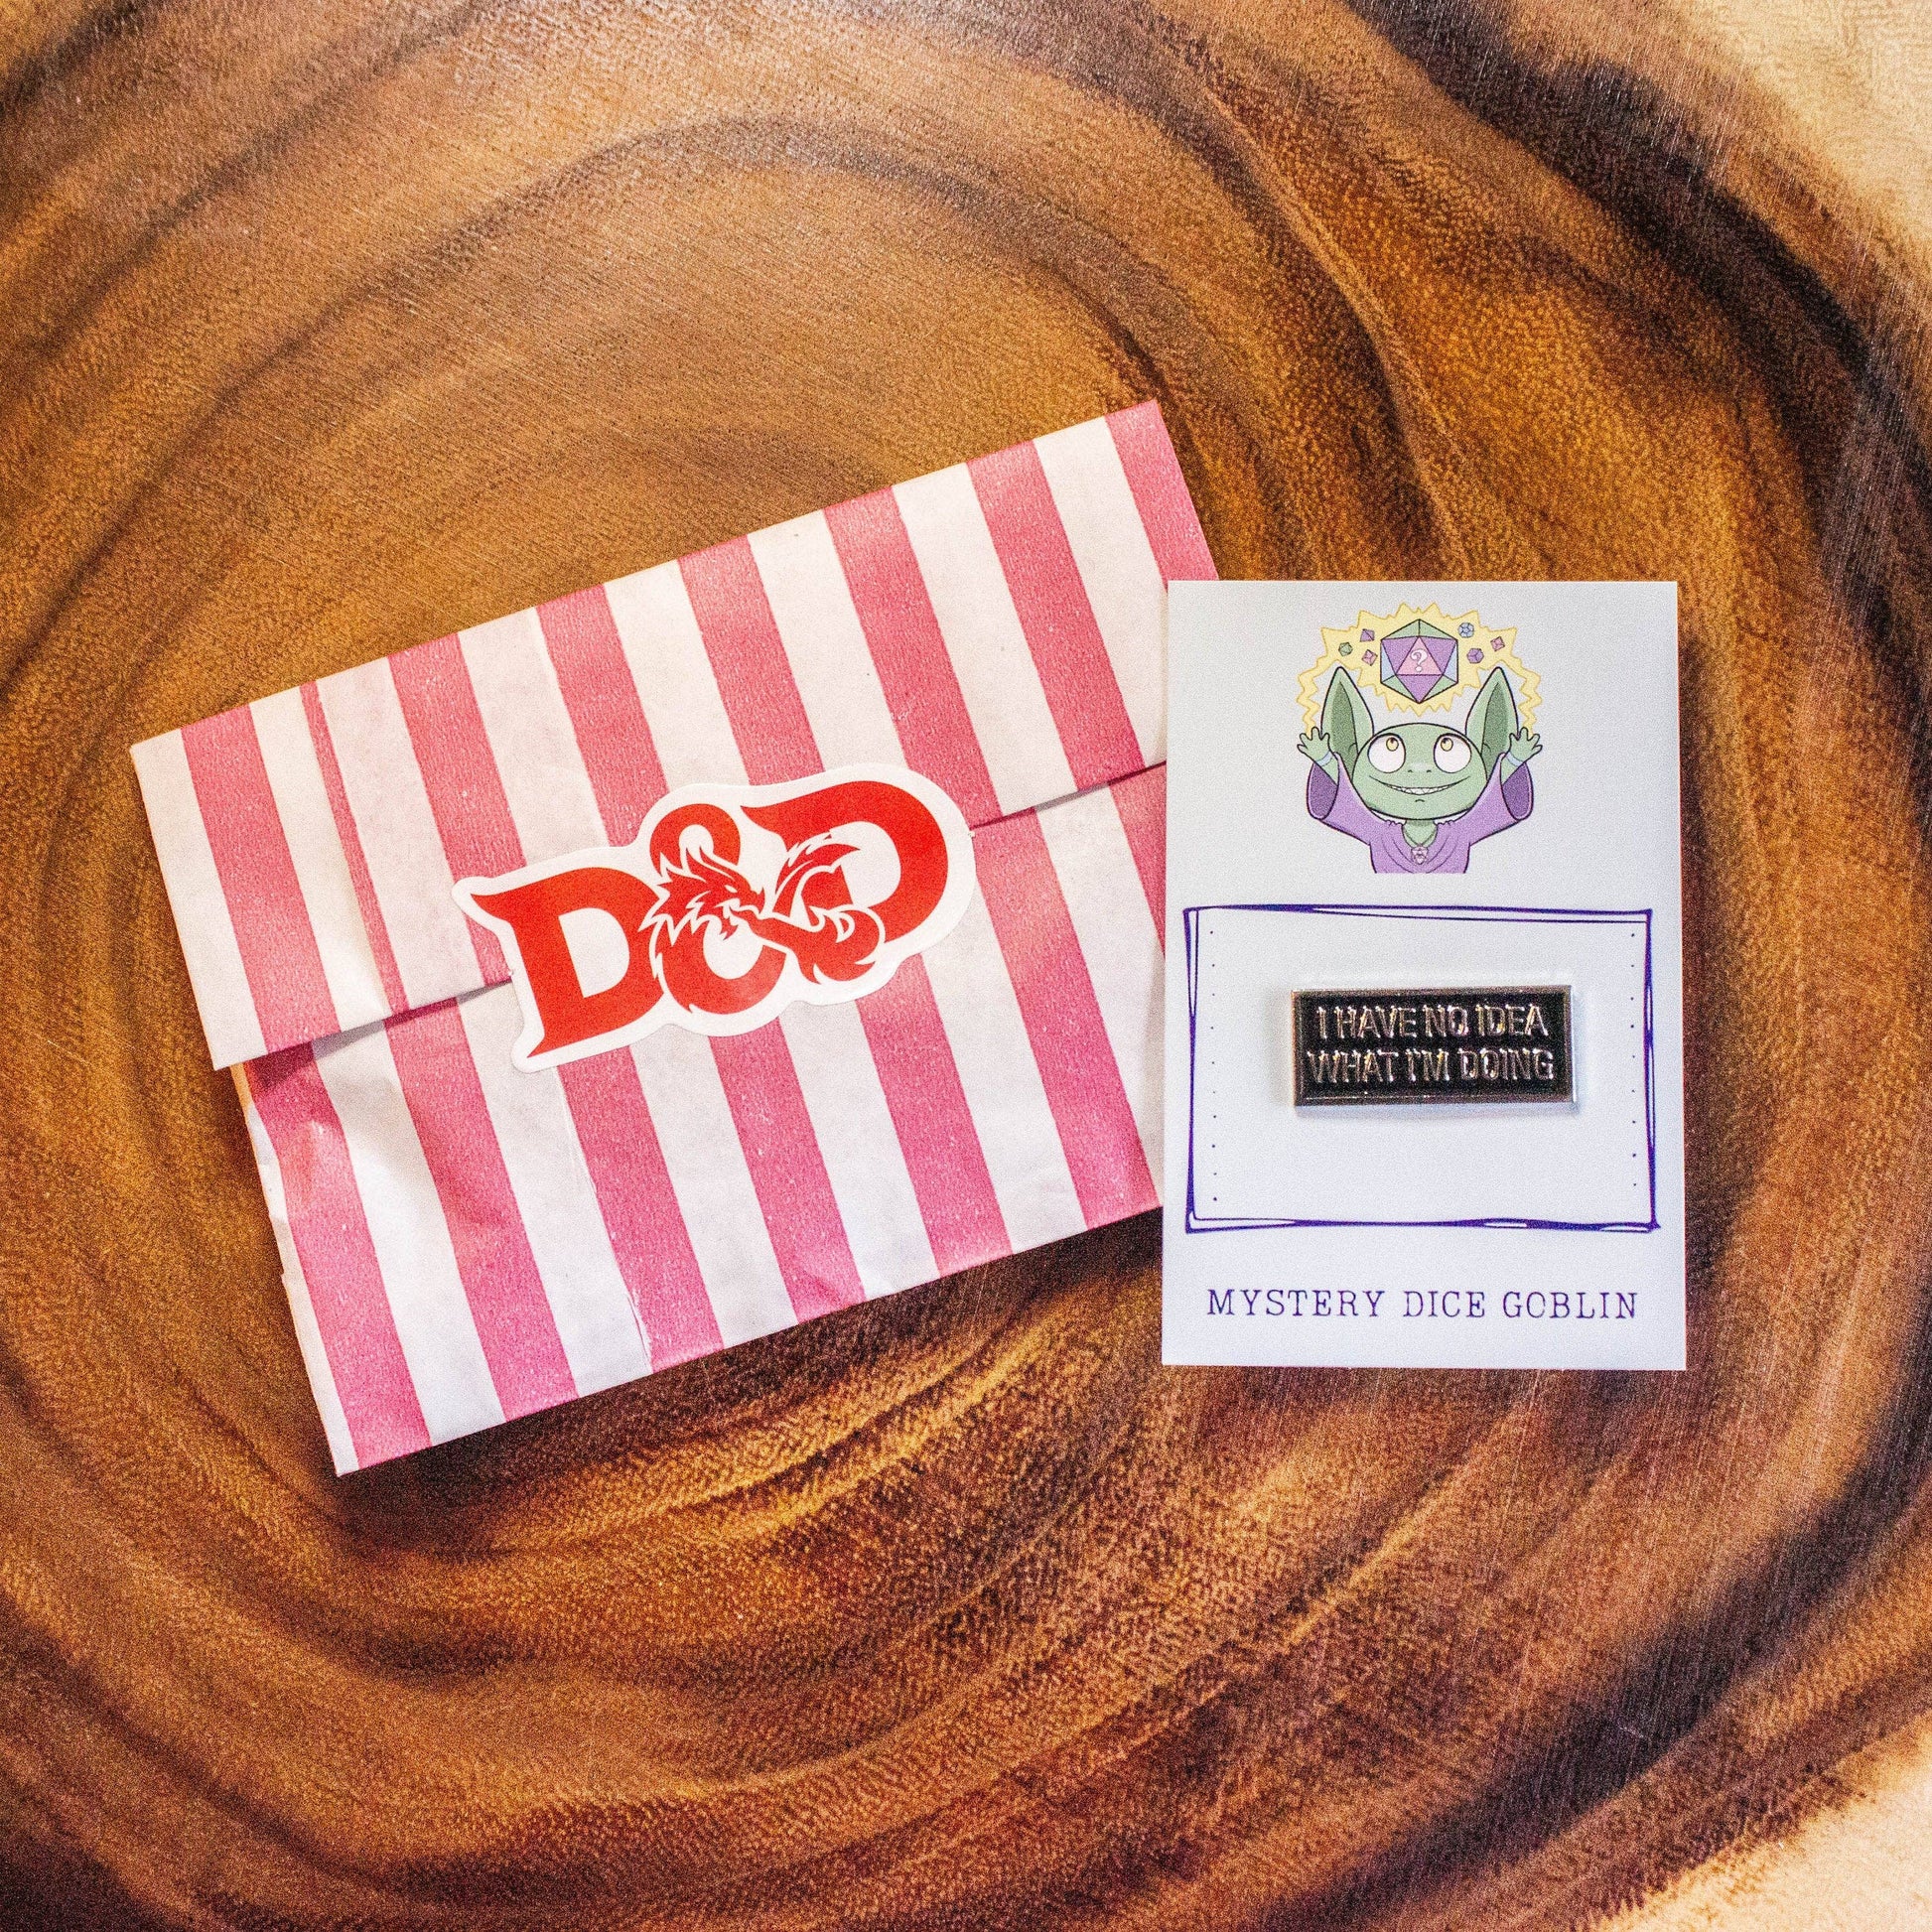 D&D
?
I HAVE NO IDEA
WHAT I'M DOING
MYSTERY DICE GOBLIN